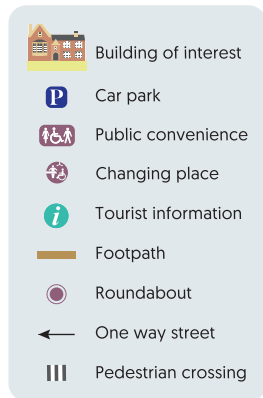 Building of interest
P Car park
Public convenience
Changing place
i Tourist information
Footpath
Roundabout
One way street
Pedestrian crossing